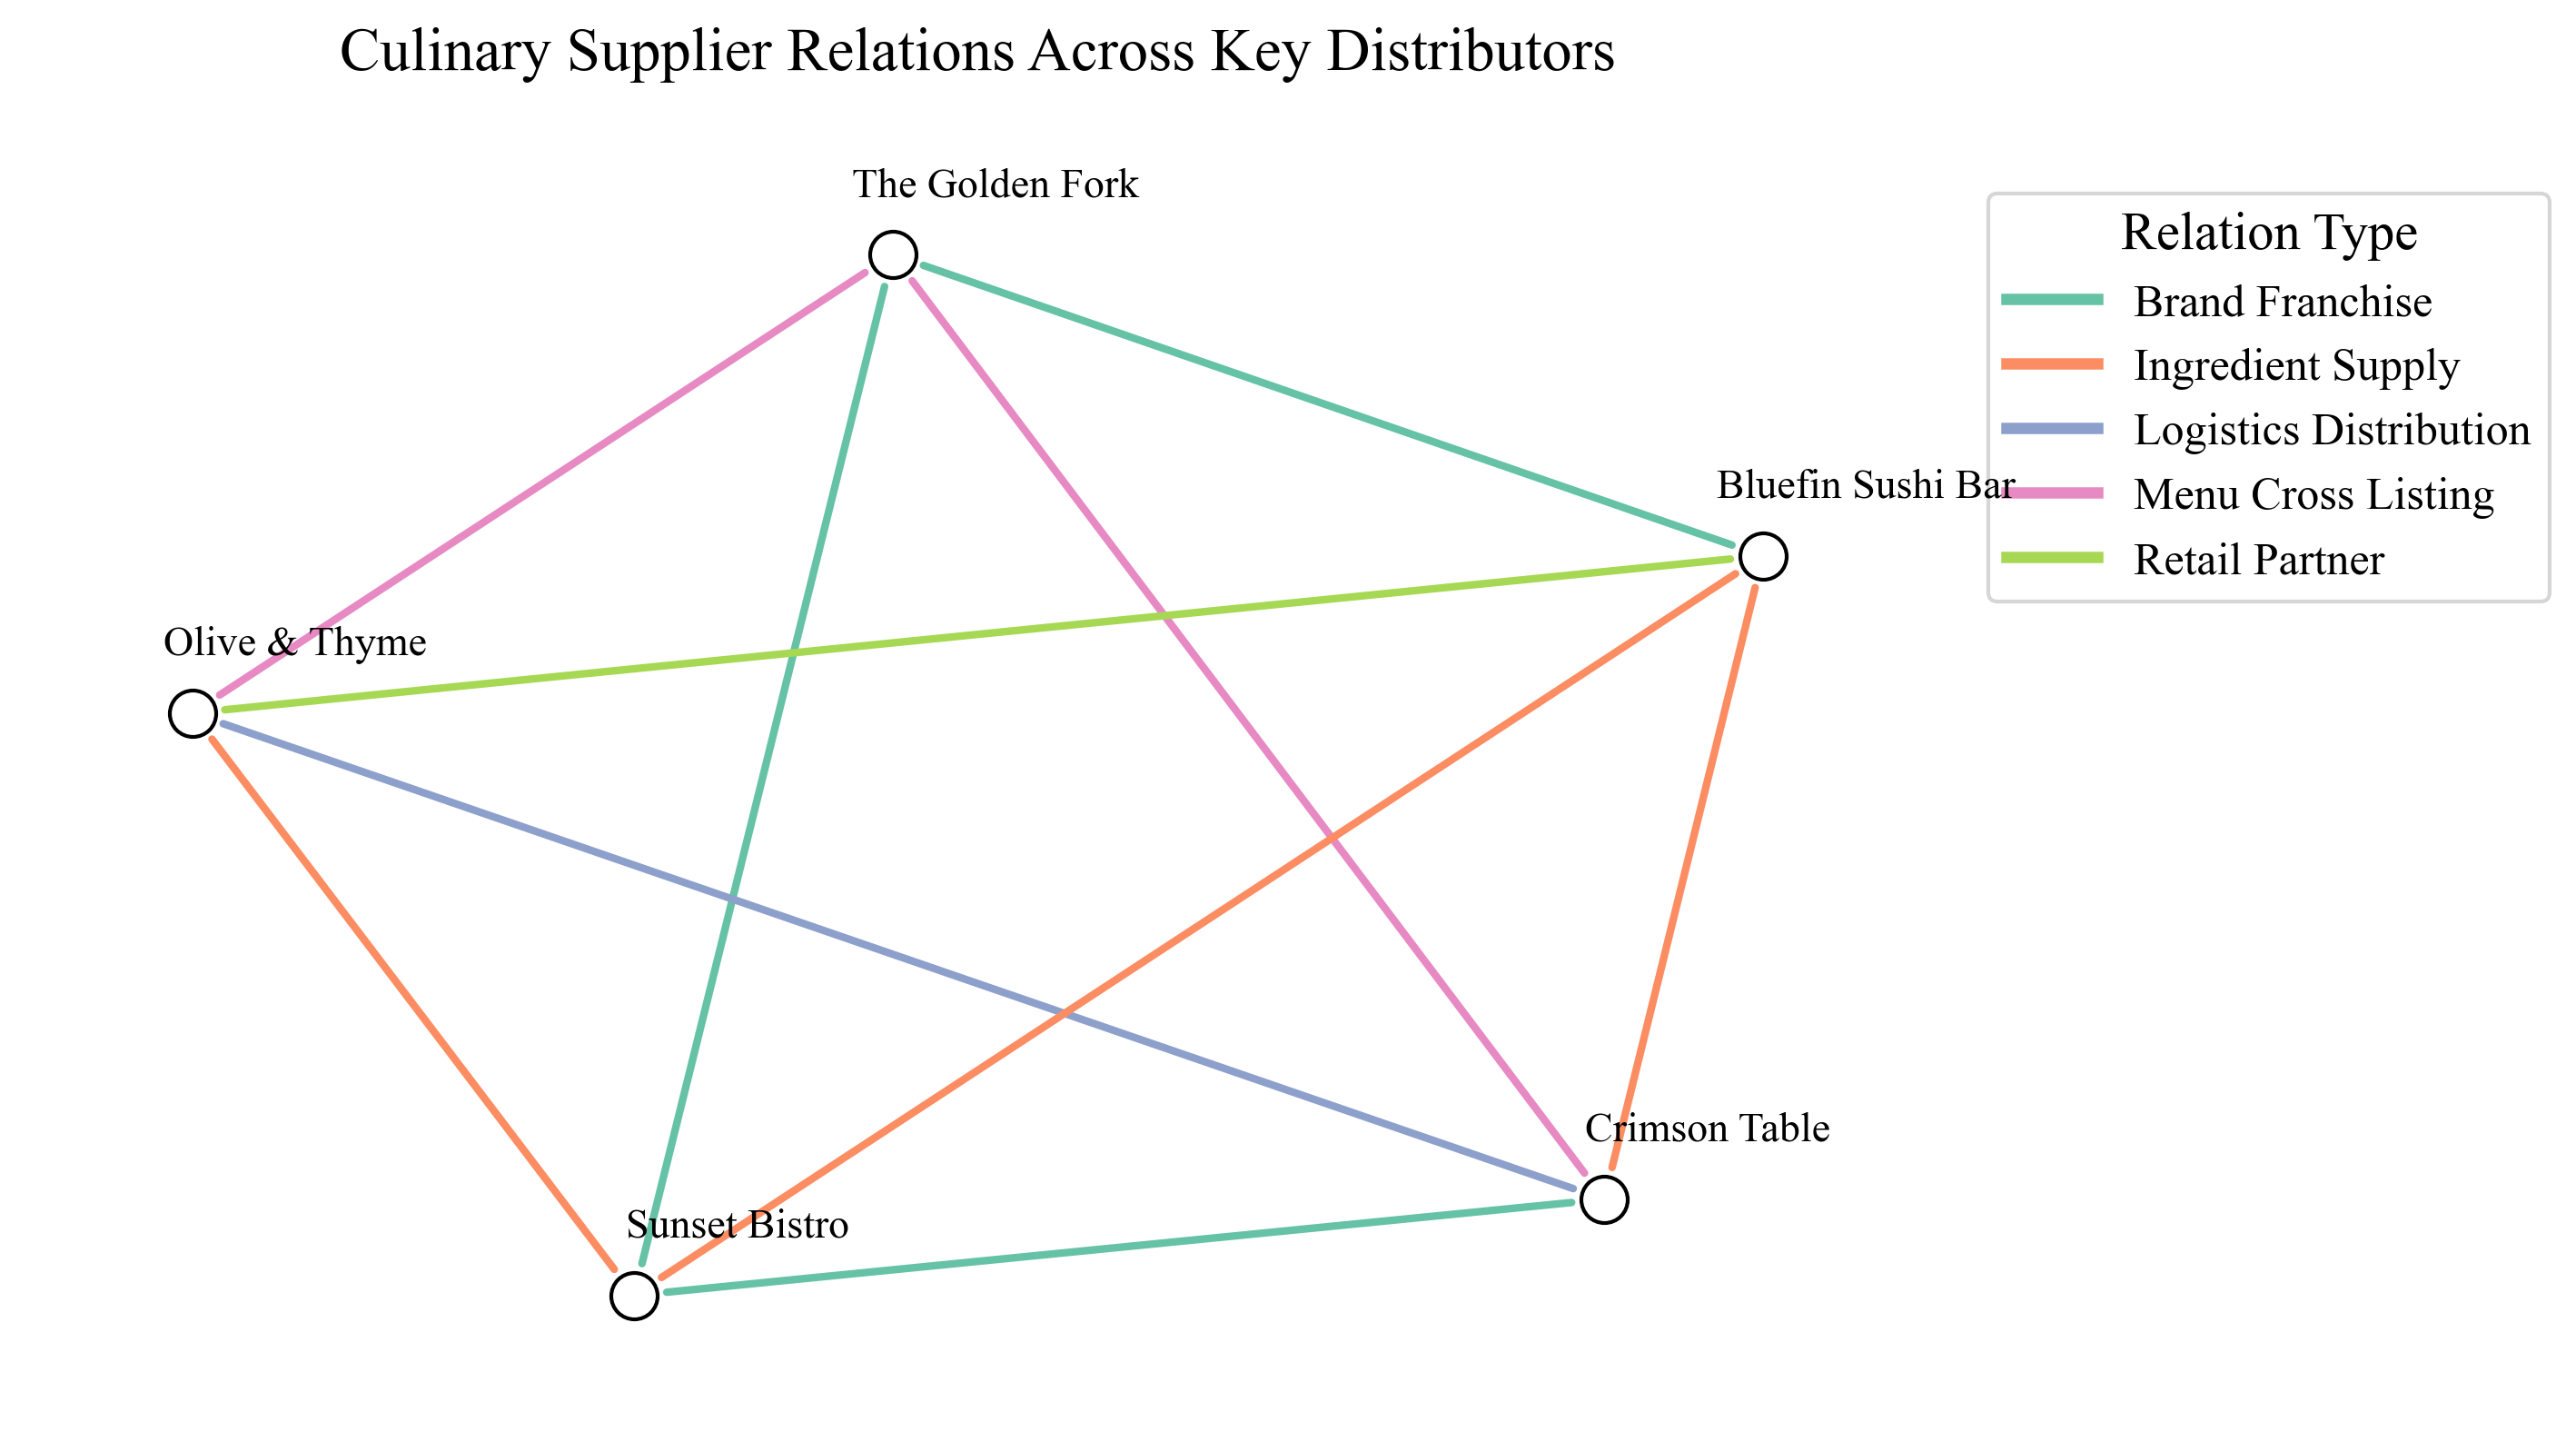 Culinary Supplier Relations Across Key Distributors
The Golden Fork
Relation Type
Brand Franchise
Ingredient Supply
Logistics Distribution
Bluefin Sushi Bar
Menu Cross Listing
Retail Partner
Olive & Thyme
Crimson Table
Sunset Bistro